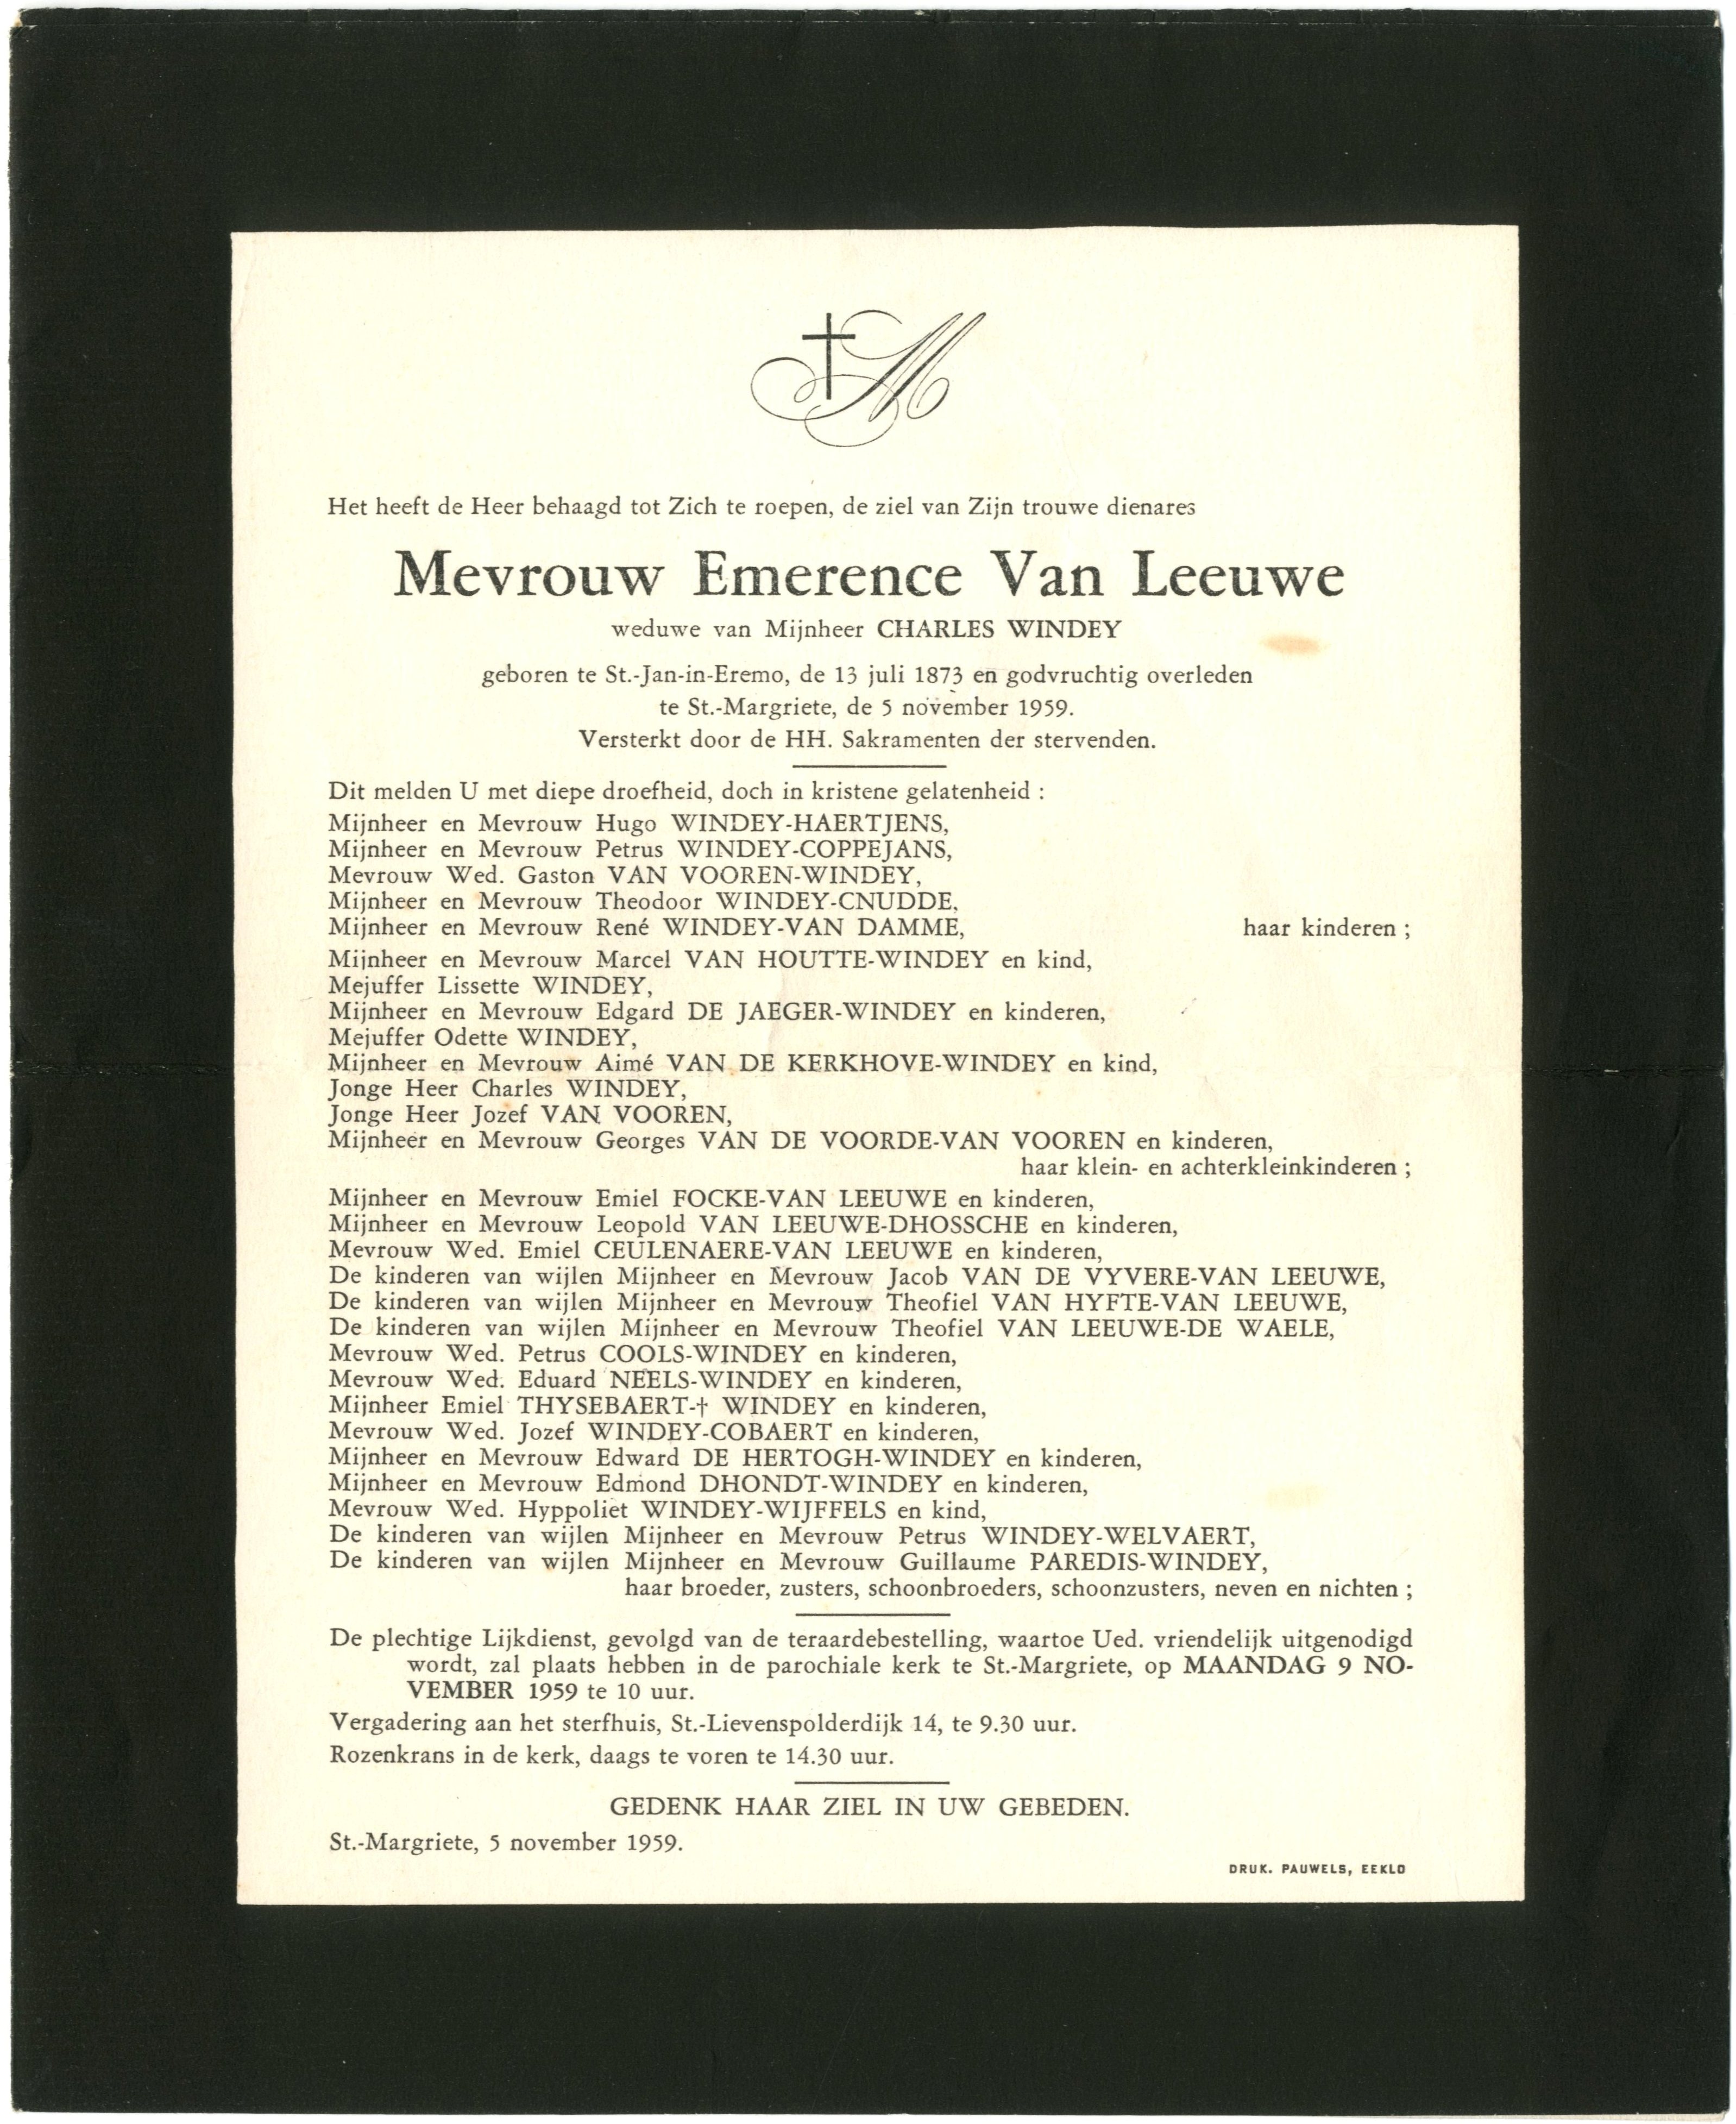 M
Het heeft de Heer behaagd tot Zich te roepen, de ziel van Zijn trouwe dienares
Mevrouw Emerence Van Leeuwe
weduwe van Mijnheer CHARLES WINDEY
geboren te St.-Jan-in-Eremo, de 13 juli 1873 en godvruchtig overleden
te St.-Margriete, de 5 november 1959.
Versterkt door de HH. Sakramenten der stervenden.
Dit melden U met diepe droefheid, doch in kristene gelatenheid :
Mijnheer en Mevrouw Hugo WINDEY-HAERTJENS,
Mijnheer en Mevrouw Petrus WINDEY-COPPEJANS,
Mevrouw Wed. Gaston VAN VOOREN-WINDEY,
Mijnheer en Mevrouw Theodoor WINDEY-CNUDDE,
Mijnheer en Mevrouw René WINDEY-VAN DAMME, haar kinderen ;
Mijnheer en Mevrouw Marcel VAN HOUTTE-WINDEY en kind,
Mejuffer Lissette WINDEY,
Mijnheer en Mevrouw Edgard DE JAEGER-WINDEY en kinderen,
Mejuffer Odette WINDEY,
Mijnheer en Mevrouw Aimé VAN DE KERKHOVE-WINDEY en kind,
Jonge Heer Charles WINDEY,
Jonge Heer Jozef VAN VOOREN,
Mijnheer en Mevrouw Georges VAN DE VOORDE-VAN VOOREN en kinderen,
haar klein- en achterkleinkinderen ;
Mijnheer en Mevrouw Emiel FOCKE-VAN LEEUWE en kinderen,
Mijnheer en Mevrouw Leopold VAN LEEUWE-DHOSSCHE en kinderen,
Mevrouw Wed. Emiel CEULENAERE-VAN LEEUWE en kinderen,
De kinderen van wijlen Mijnheer en Mevrouw Jacob VAN DE VYVERE-VAN LEEUWE,
De kinderen van wijlen Mijnheer en Mevrouw Theofiel VAN HYFTE-VAN LEEUWE,
De kinderen van wijlen Mijnheer en Mevrouw Theofiel VAN LEEUWE-DE WAELE,
Mevrouw Wed. Petrus COOLS-WINDEY en kinderen,
Mevrouw Wed. Eduard NEELS-WINDEY en kinderen,
Mijnheer Emiel THYSEBAERT-† WINDEY en kinderen,
Mevrouw Wed. Jozef WINDEY-COBAERT en kinderen,
Mijnheer en Mevrouw Edward DE HERTOGH-WINDEY en kinderen,
Mijnheer en Mevrouw Edmond DHONDT-WINDEY en kinderen,
Mevrouw Wed. Hyppoliet WINDEY-WIJFFELS en kind,
De kinderen van wijlen Mijnheer en Mevrouw Petrus WINDEY-WELVAERT,
De kinderen van wijlen Mijnheer en Mevrouw Guillaume PAREDIS-WINDEY,
haar broeder, zusters, schoonbroeders, schoonzusters, neven en nichten ;
De plechtige Lijkdienst, gevolgd van de teraardebestelling, waartoe Ued. vriendelijk uitgenodigd
wordt, zal plaats hebben in de parochiale kerk te St.-Margriete, op MAANDAG 9 NO-
VEMBER 1959 te 10 uur.
Vergadering aan het sterfhuis, St.-Lievenspolderdijk 14, te 9.30 uur.
Rozenkrans in de kerk, daags te voren te 14.30 uur.
GEDENK HAAR ZIEL IN UW GEBEDEN.
St.-Margriete, 5 november 1959.
DRUK. PAUWELS, EEKLO